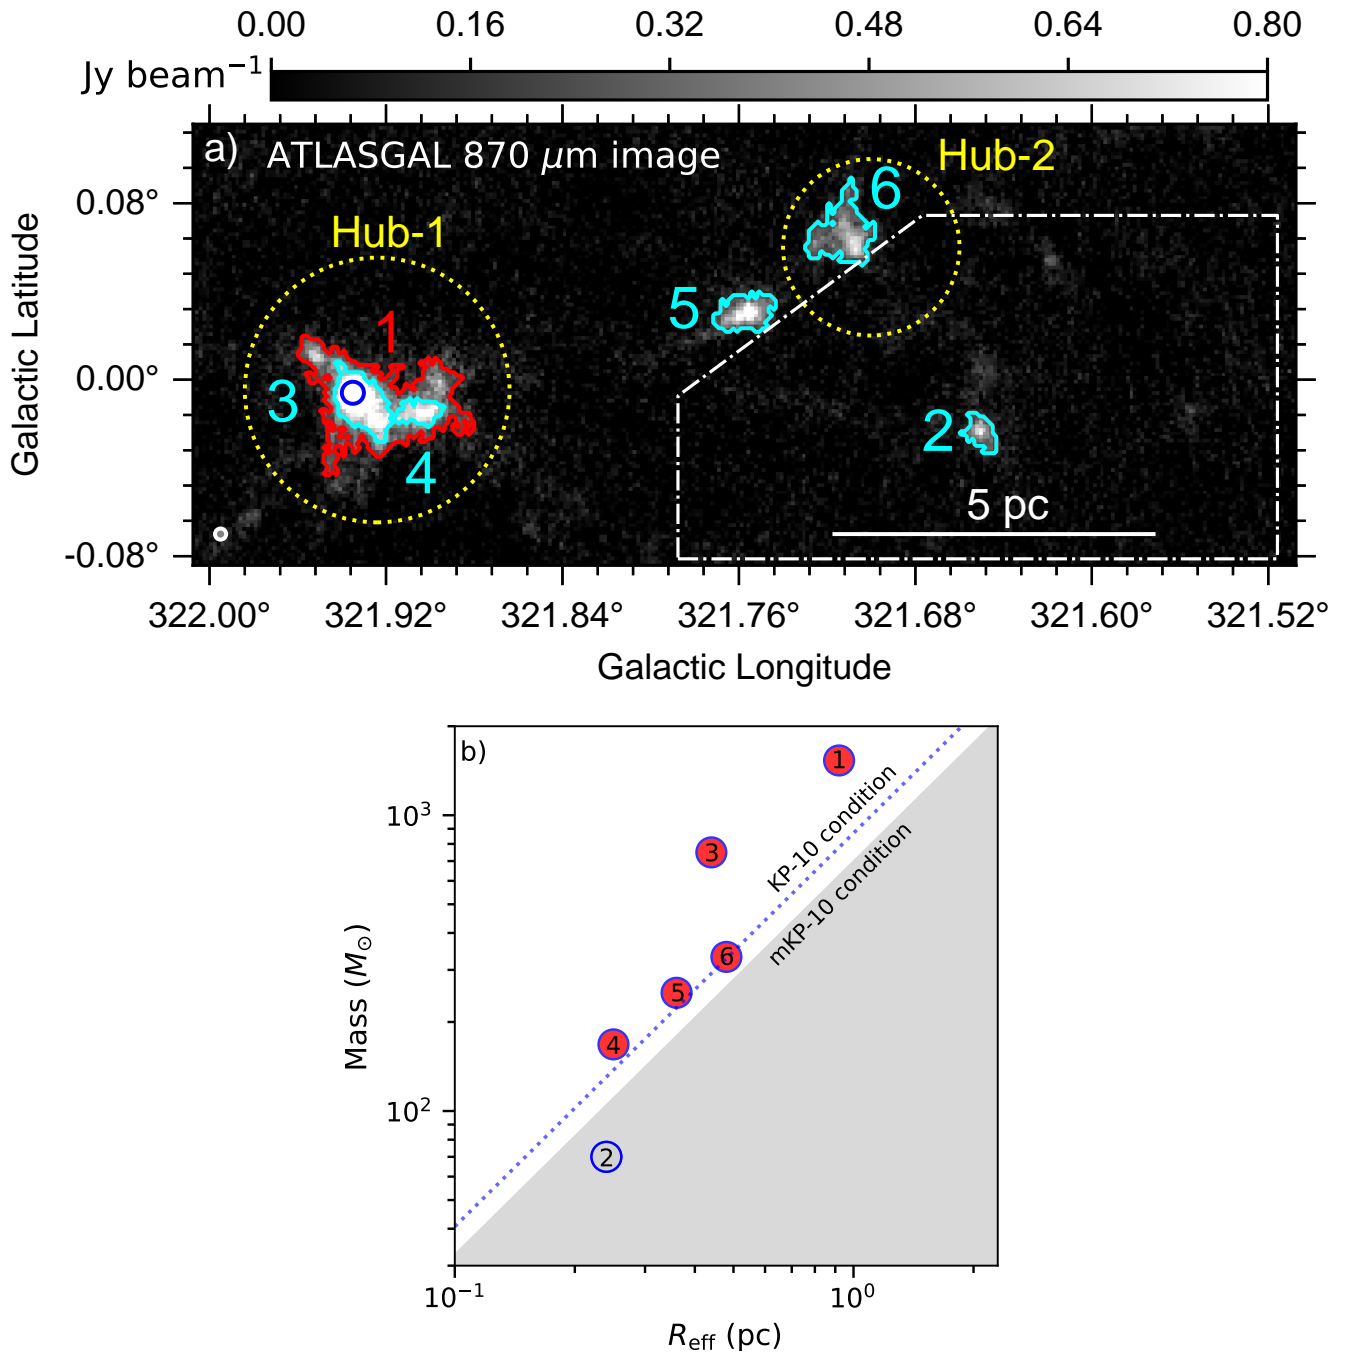 0.00 0.16 0.32 0.48 0.64 0.80
Jy beam⁻¹
a) ATLASGAL 870 μm image
Hub-2
6
0.08°
Hub-1
5
1
0.00°
3
2
4
5 pc
-0.08°
Galactic Latitude
322.00° 321.92° 321.84° 321.76° 321.68° 321.60° 321.52°
Galactic Longitude
b)
1
KP-10 condition
10³
mKP-10 condition
3
6
5
4
10²
2
Mass (M⊙)
10⁻¹ 10⁰
R_eff (pc)